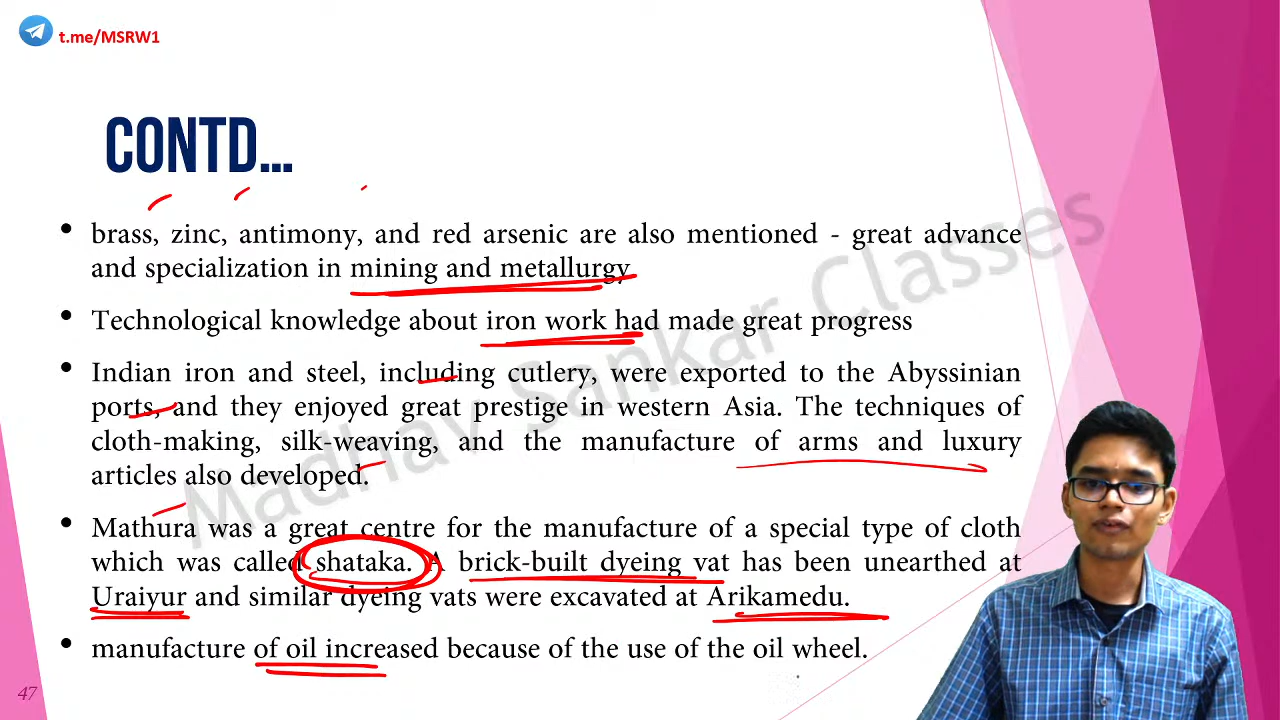 t.me/MSRW1
CONTD...
• brass, zinc, antimony, and red arsenic are also mentioned - great advance
and specialization in mining and metallurgy
• Technological knowledge about iron work had made great progress
• Indian iron and steel, including cutlery, were exported to the Abyssinian
ports, and they enjoyed great prestige in western Asia. The techniques of
cloth-making, silk-weaving, and the manufacture of arms and luxury
articles also developed.
• Mathura was a great centre for the manufacture of a special type of cloth
which was called shataka. A brick-built dyeing vat has been unearthed at
Uraiyur and similar dyeing vats were excavated at Arikamedu.
• manufacture of oil increased because of the use of the oil wheel.
Madhav Sankar Classes
47